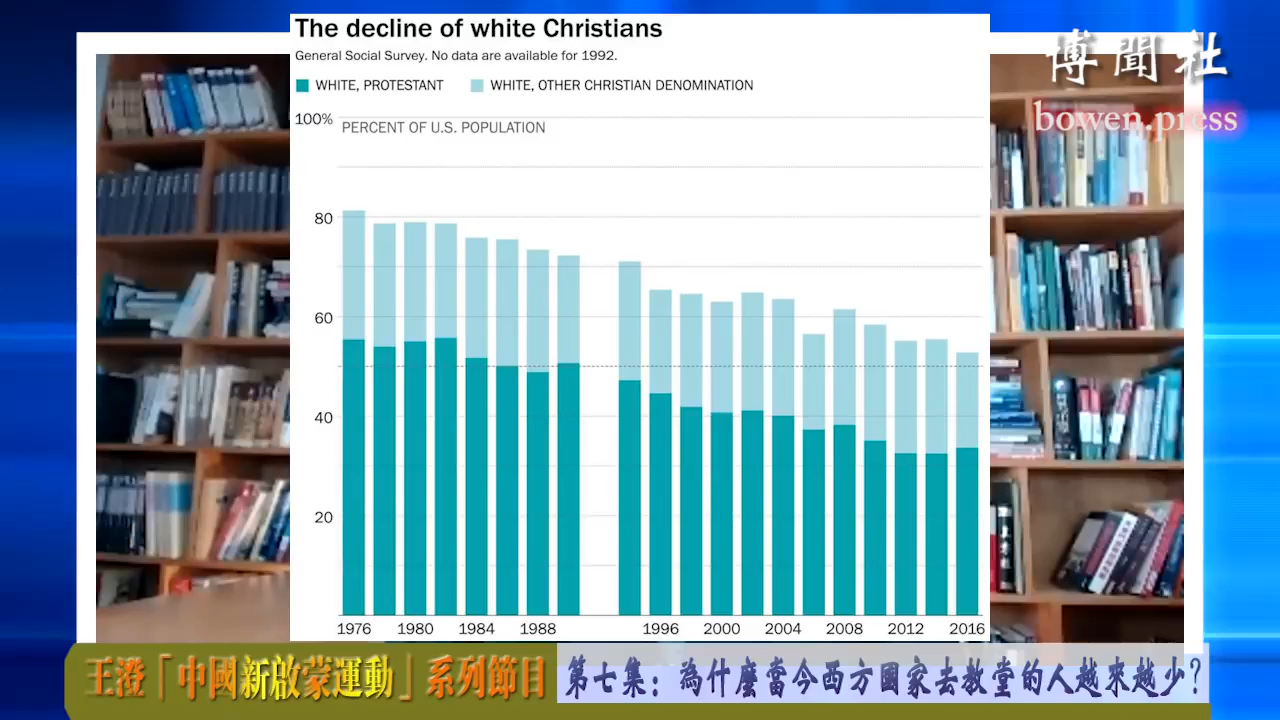 The decline of white Christians
General Social Survey. No data are available for 1992.
WHITE, PROTESTANT WHITE, OTHER CHRISTIAN DENOMINATION
100% PERCENT OF U.S. POPULATION
80
60
40
20
1976 1980 1984 1988 1996 2000 2004 2008 2012 2016
博聞社
bowen.press
王澄「中國新啟蒙運動」系列節目
第七集：為什麼當今西方國家去教堂的人越來越少？